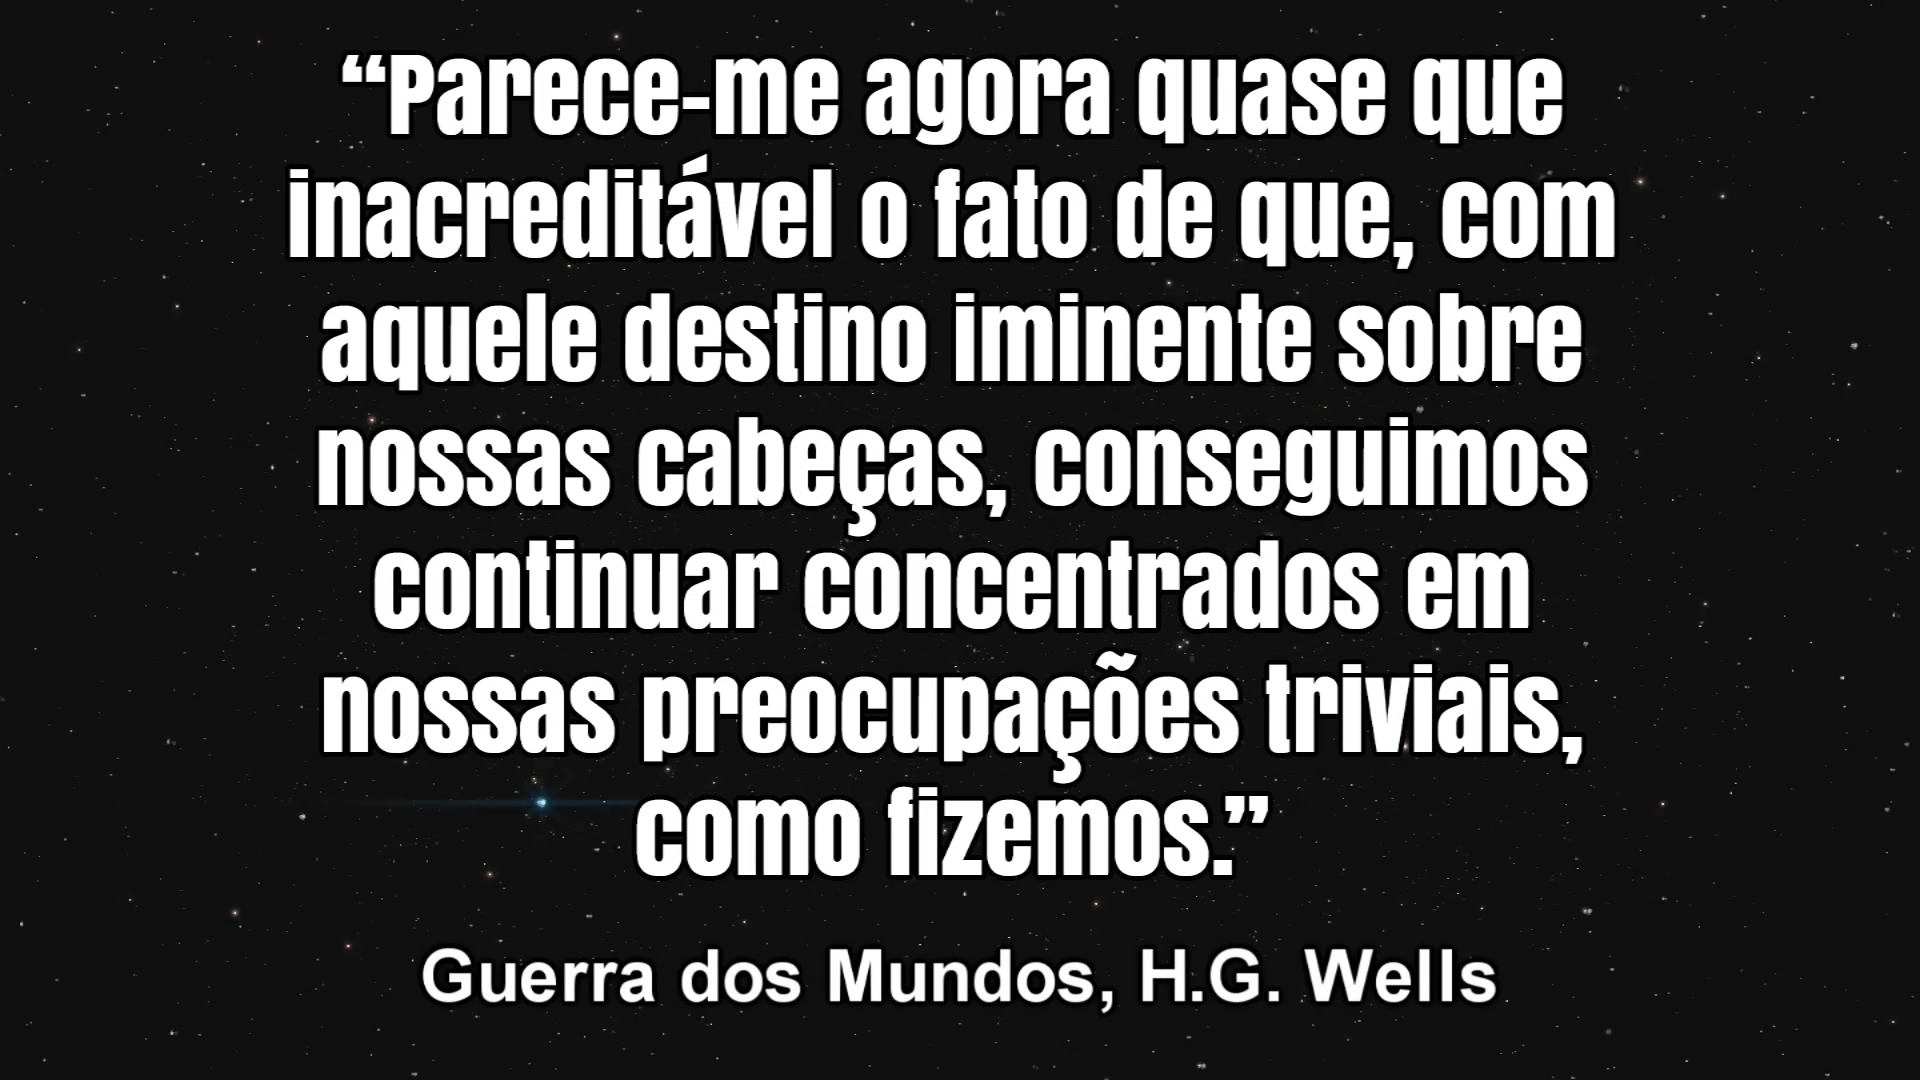 “Parece-me agora quase que
inacreditável o fato de que, com
aquele destino iminente sobre
nossas cabeças, conseguimos
continuar concentrados em
nossas preocupações triviais,
como fizemos.”
Guerra dos Mundos, H.G. Wells